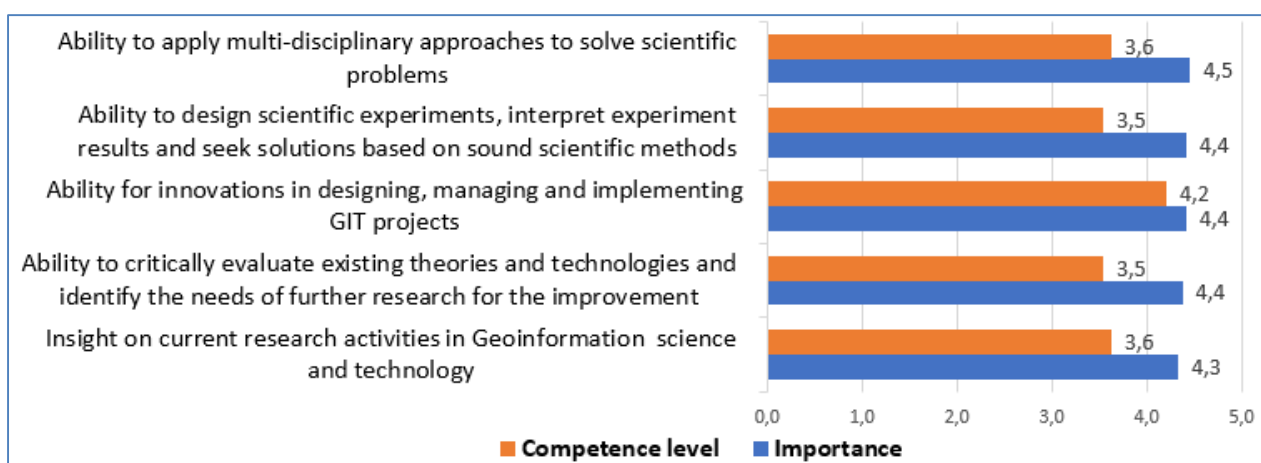 Ability to apply multi-disciplinary approaches to solve scientific
problems
3,6
4,5
Ability to design scientific experiments, interpret experiment
results and seek solutions based on sound scientific methods
3,5
4,4
Ability for innovations in designing, managing and implementing
GIT projects
4,2
4,4
Ability to critically evaluate existing theories and technologies and
identify the needs of further research for the improvement
3,5
4,4
Insight on current research activities in Geoinformation science
and technology
3,6
4,3
0,0 1,0 2,0 3,0 4,0 5,0
Competence level Importance